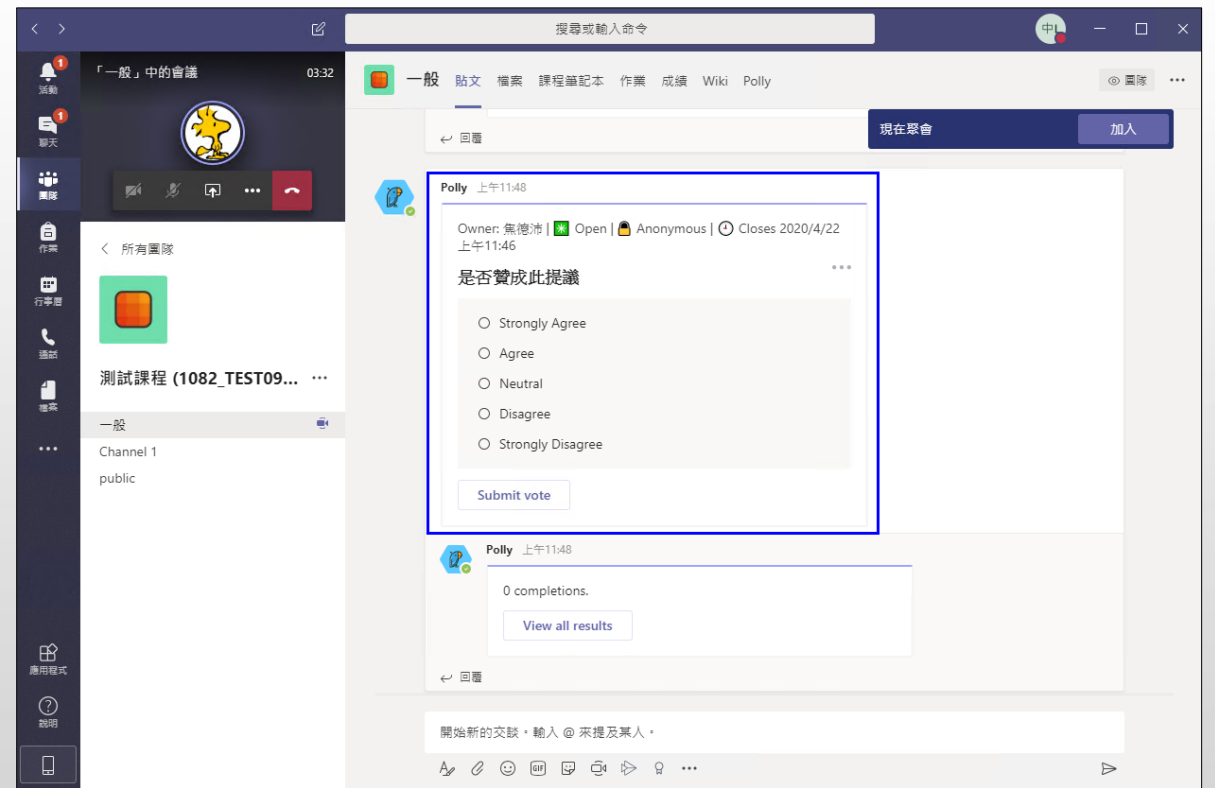 搜尋或輸入命令
中L
1
活動
1
聊天
團隊
作業
行事曆
通話
檔案
應用程式
說明
「一般」中的會議 03:32
所有團隊
測試課程 (1082_TEST09...
一般
Channel 1
public
一般 貼文 檔案 課程筆記本 作業 成績 Wiki Polly
團隊
回覆
現在聚會 加入
Polly 上午11:48
Owner: 焦德沛 | Open | Anonymous | Closes 2020/4/22
上午11:46
是否贊成此提議
Strongly Agree
Agree
Neutral
Disagree
Strongly Disagree
Submit vote
Polly 上午11:48
0 completions.
View all results
回覆
開始新的交談。輸入 @ 來提及某人。
GIF